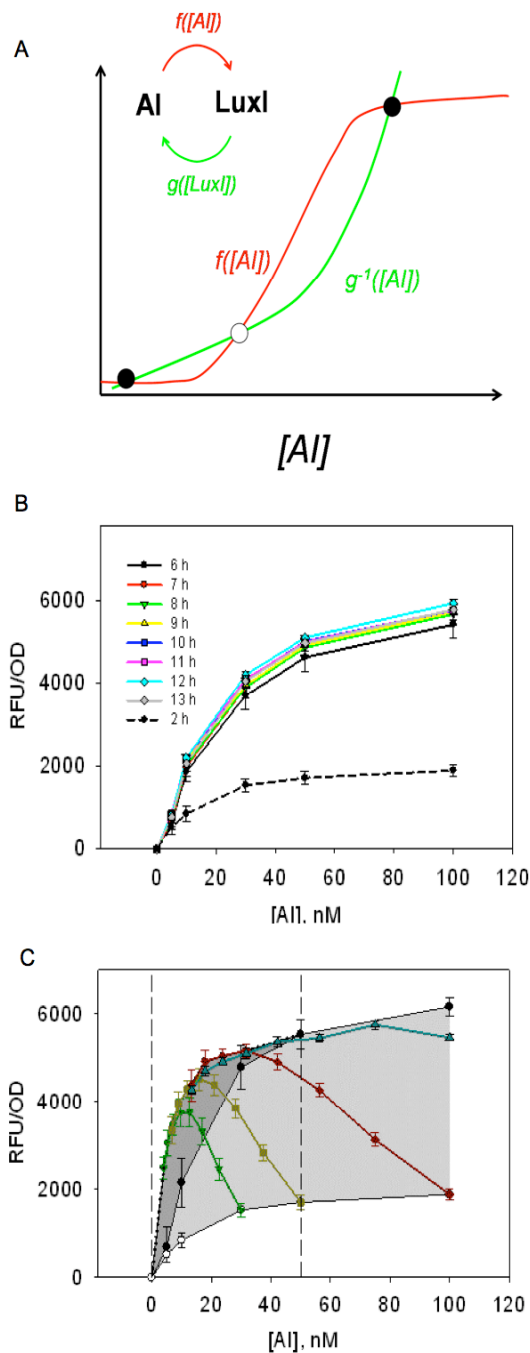 A
f([AI])
AI LuxI
g([LuxI])
f([AI])
g-1([AI])
[AI]
B
6 h
7 h
8 h
9 h
10 h
11 h
12 h
13 h
2 h
6000
4000
2000
0
RFU/OD
0 20 40 60 80 100 120
[AI], nM
C
6000
4000
2000
0
RFU/OD
0 20 40 60 80 100 120
[AI], nM